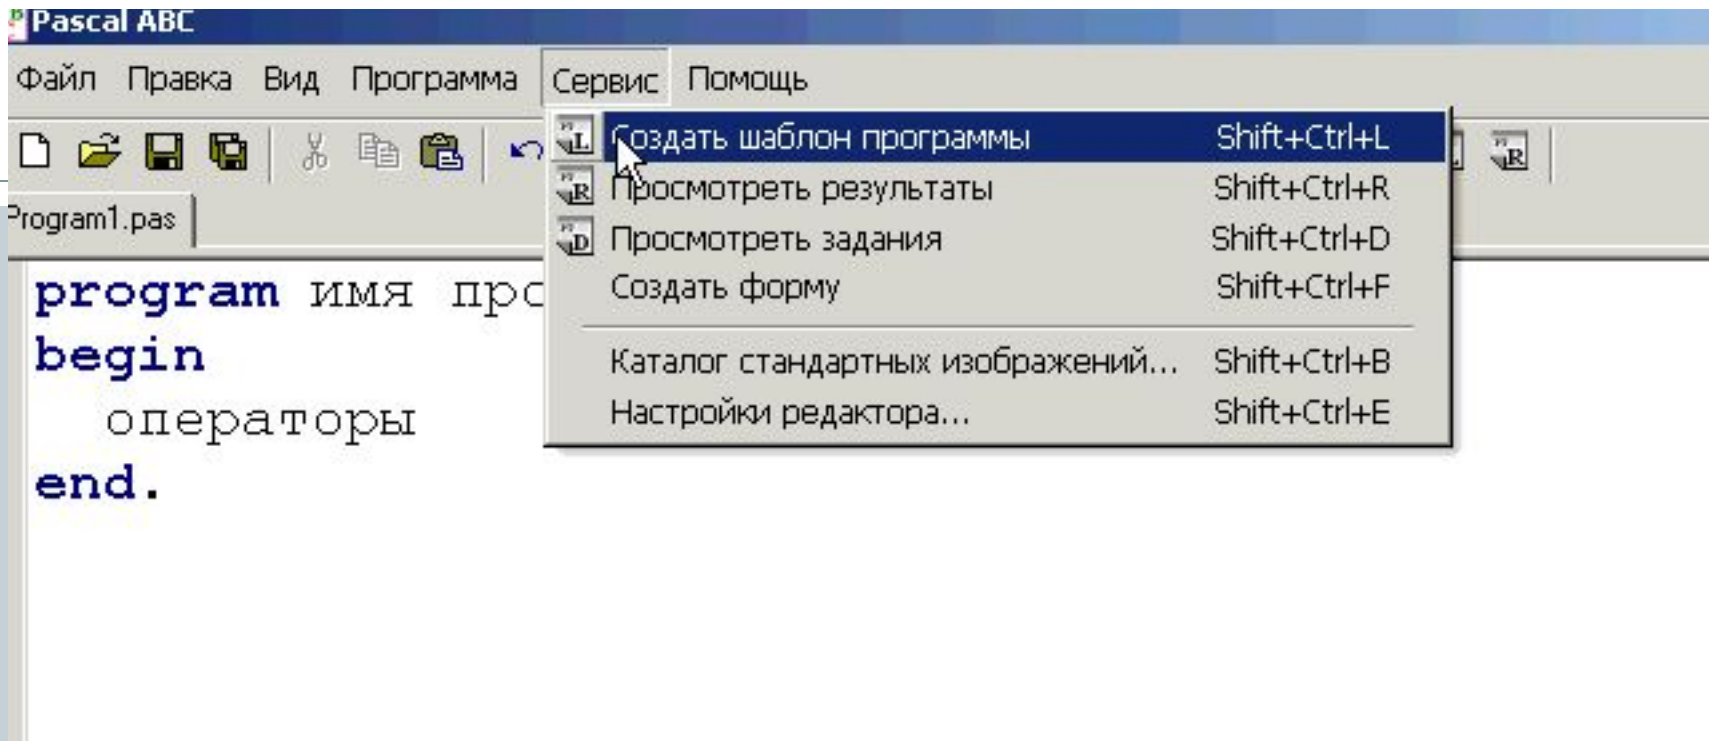 Pascal ABC
Файл Правка Вид Программа Сервис Помощь
Создать шаблон программы Shift+Ctrl+L
Просмотреть результаты Shift+Ctrl+R
Просмотреть задания Shift+Ctrl+D
Создать форму Shift+Ctrl+F
Каталог стандартных изображений... Shift+Ctrl+B
Настройки редактора... Shift+Ctrl+E
Program1.pas
program имя
begin
операторы
end.